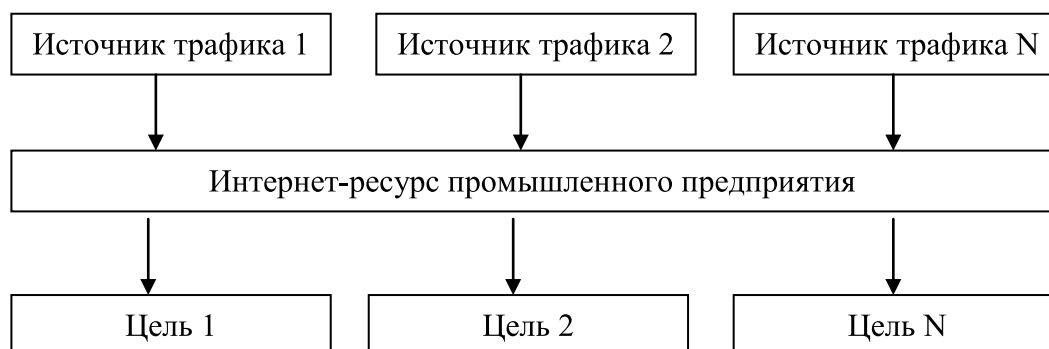 Источник трафика 1
Источник трафика 2
Источник трафика N
Интернет-ресурс промышленного предприятия
Цель 1
Цель 2
Цель N